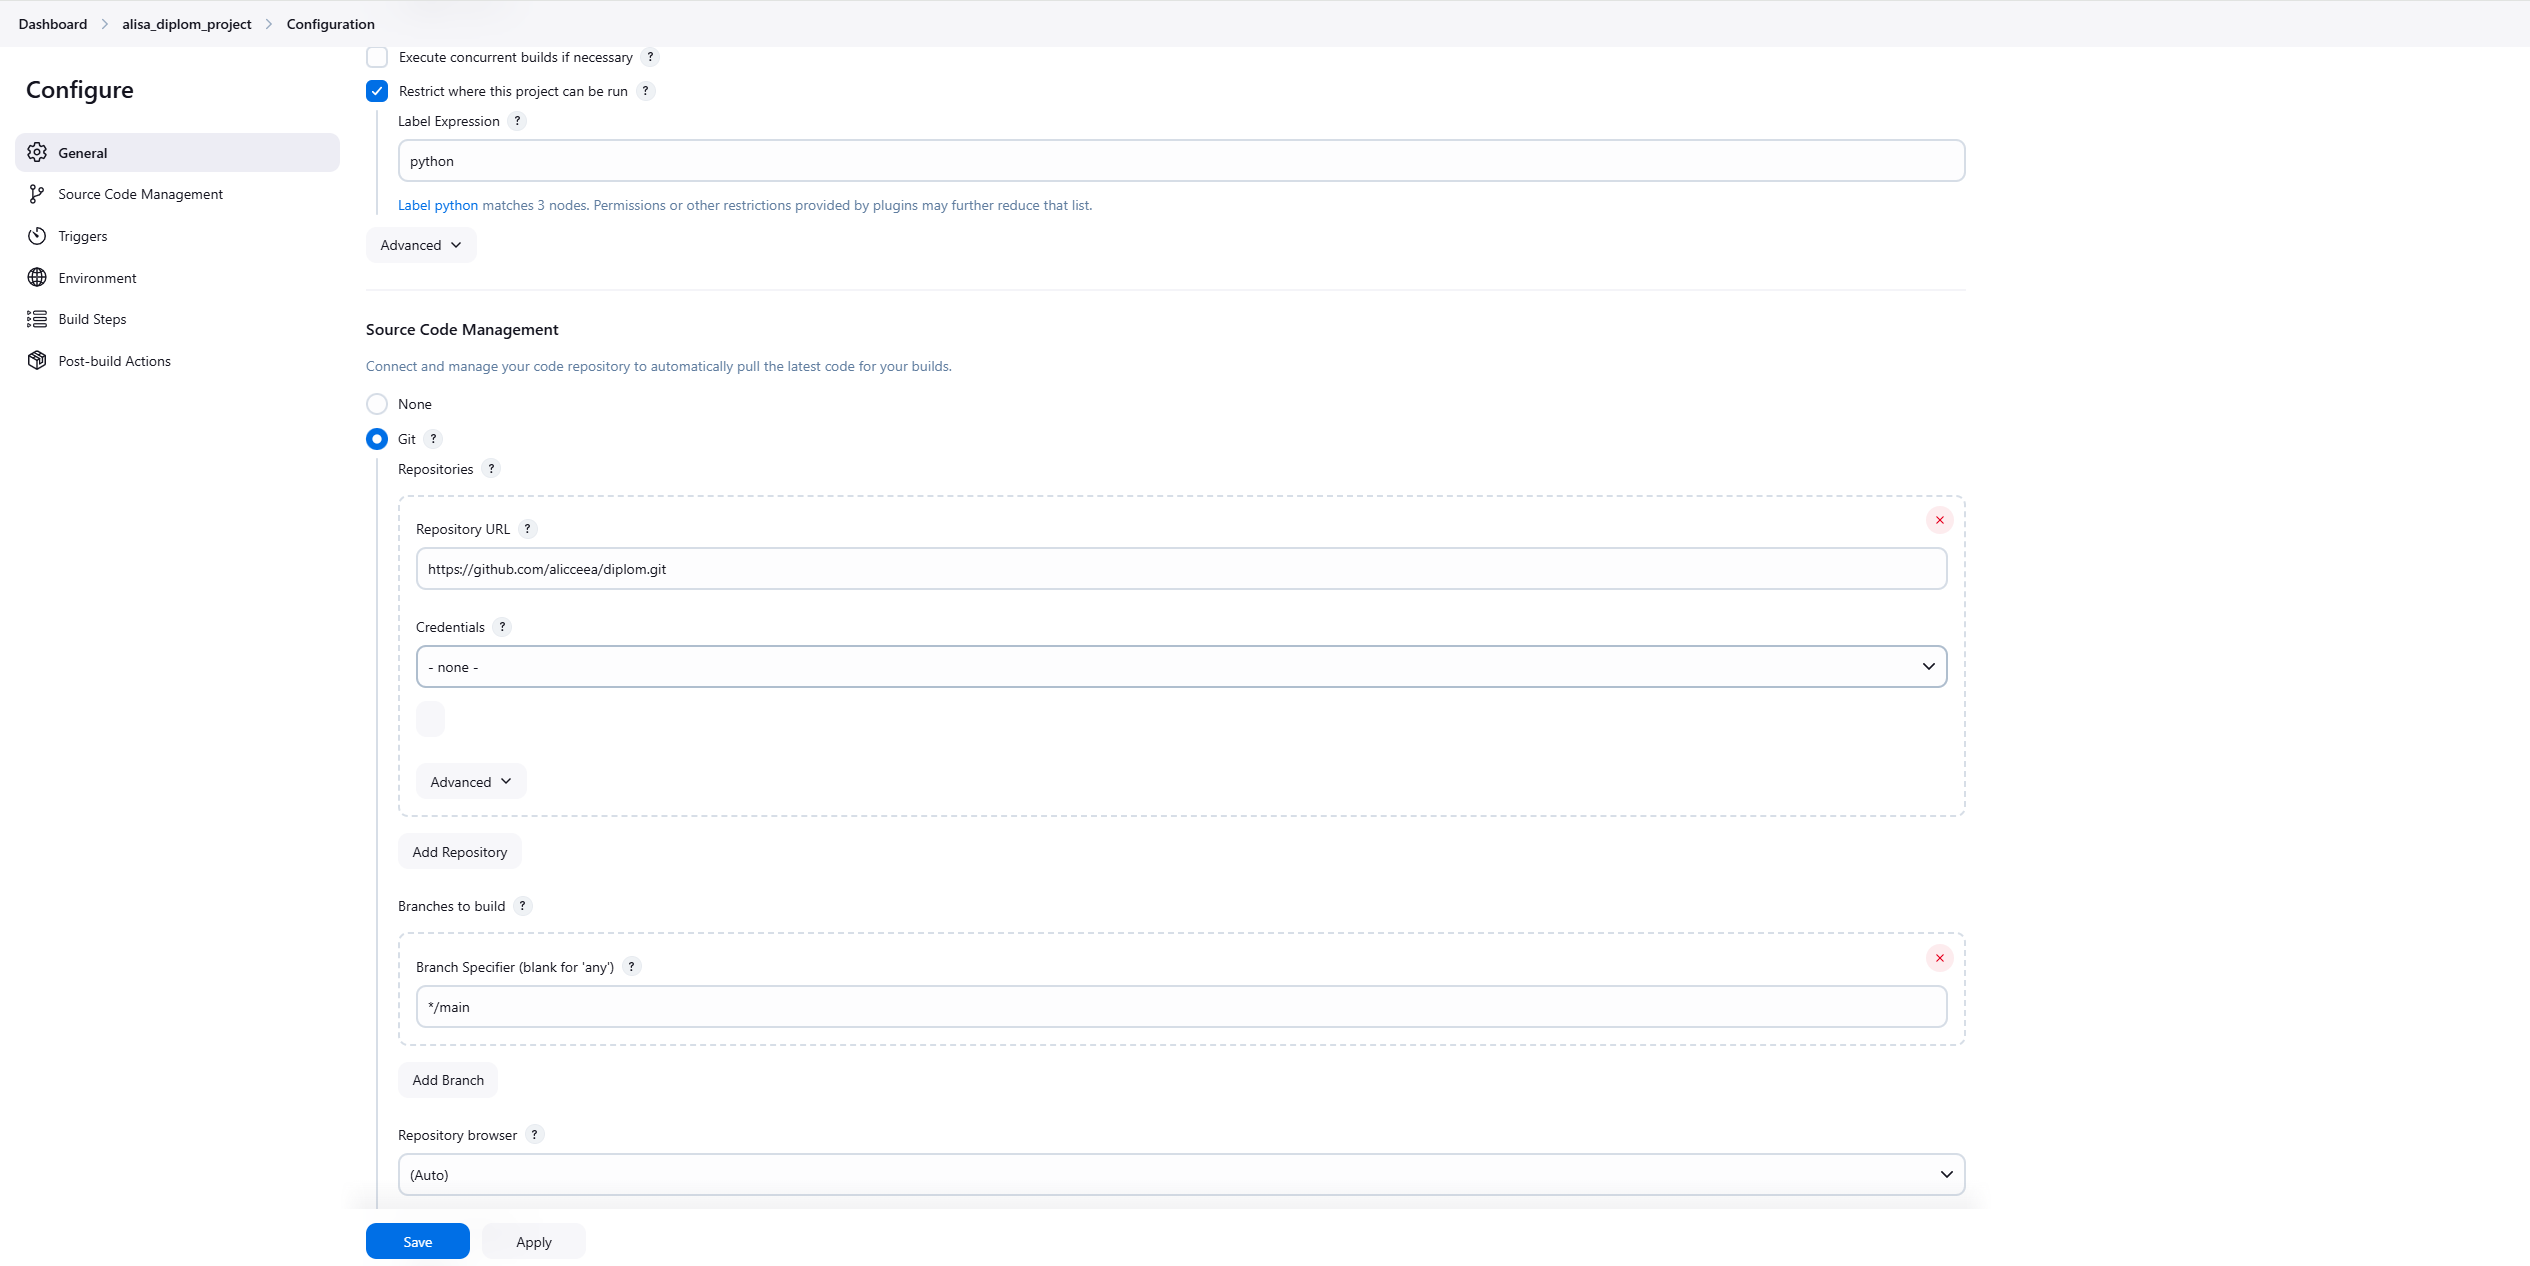 Dashboard > alisa_diplom_project > Configuration
Configure
General
Source Code Management
Triggers
Environment
Build Steps
Post-build Actions
Execute concurrent builds if necessary ?
Restrict where this project can be run ?
Label Expression ?
python
Label python matches 3 nodes. Permissions or other restrictions provided by plugins may further reduce that list.
Advanced
Source Code Management
Connect and manage your code repository to automatically pull the latest code for your builds.
None
Git ?
Repositories ?
Repository URL ?
https://github.com/alicceea/diplom.git
Credentials ?
- none -
Advanced
Add Repository
Branches to build ?
Branch Specifier (blank for 'any') ?
*/main
Add Branch
Repository browser ?
(Auto)
Save Apply